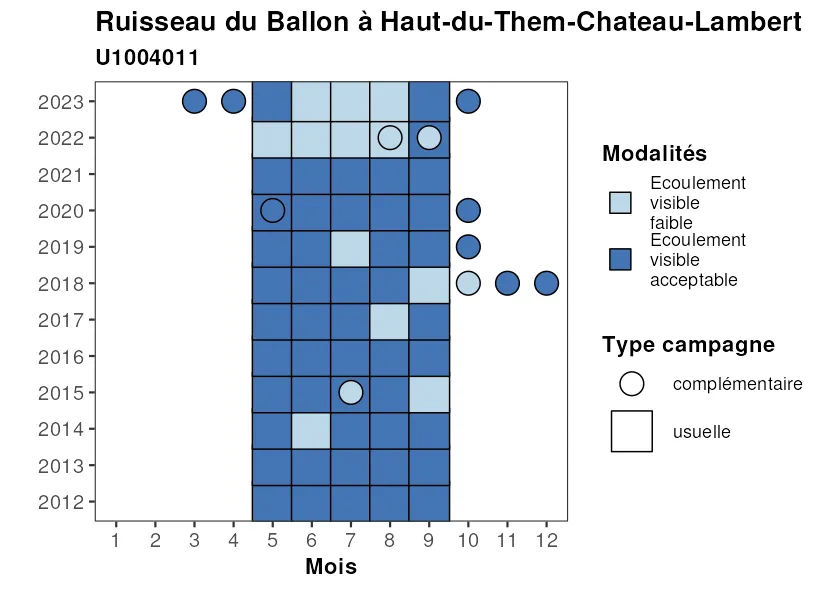 Ruisseau du Ballon à Haut-du-Them-Chateau-Lambert
U1004011
2023
2022
2021
2020
2019
2018
2017
2016
2015
2014
2013
2012
1 2 3 4 5 6 7 8 9 10 11 12
Mois
Modalités
Ecoulement
visible
faible
Ecoulement
visible
acceptable
Type campagne
complémentaire
usuelle